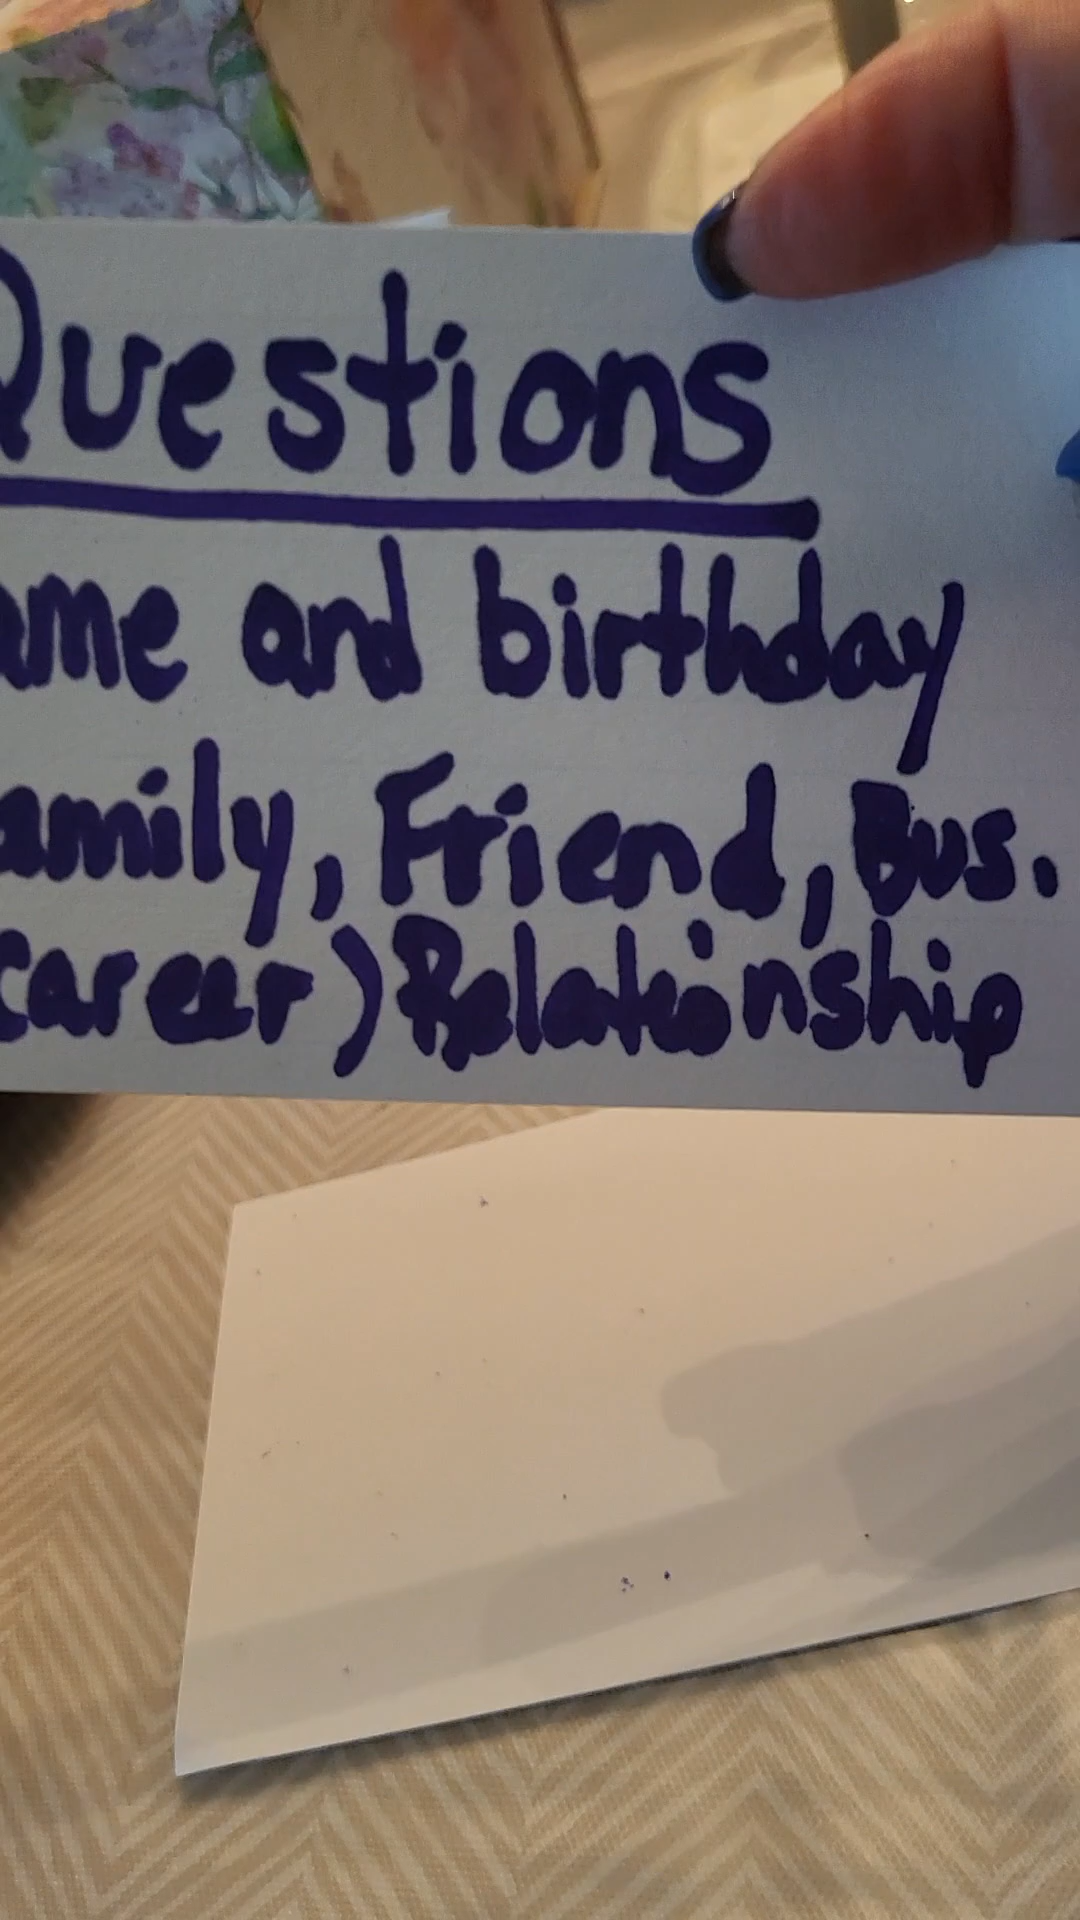 Questions
ame and birthday
amily, Friend, Bus.
career) Relationship